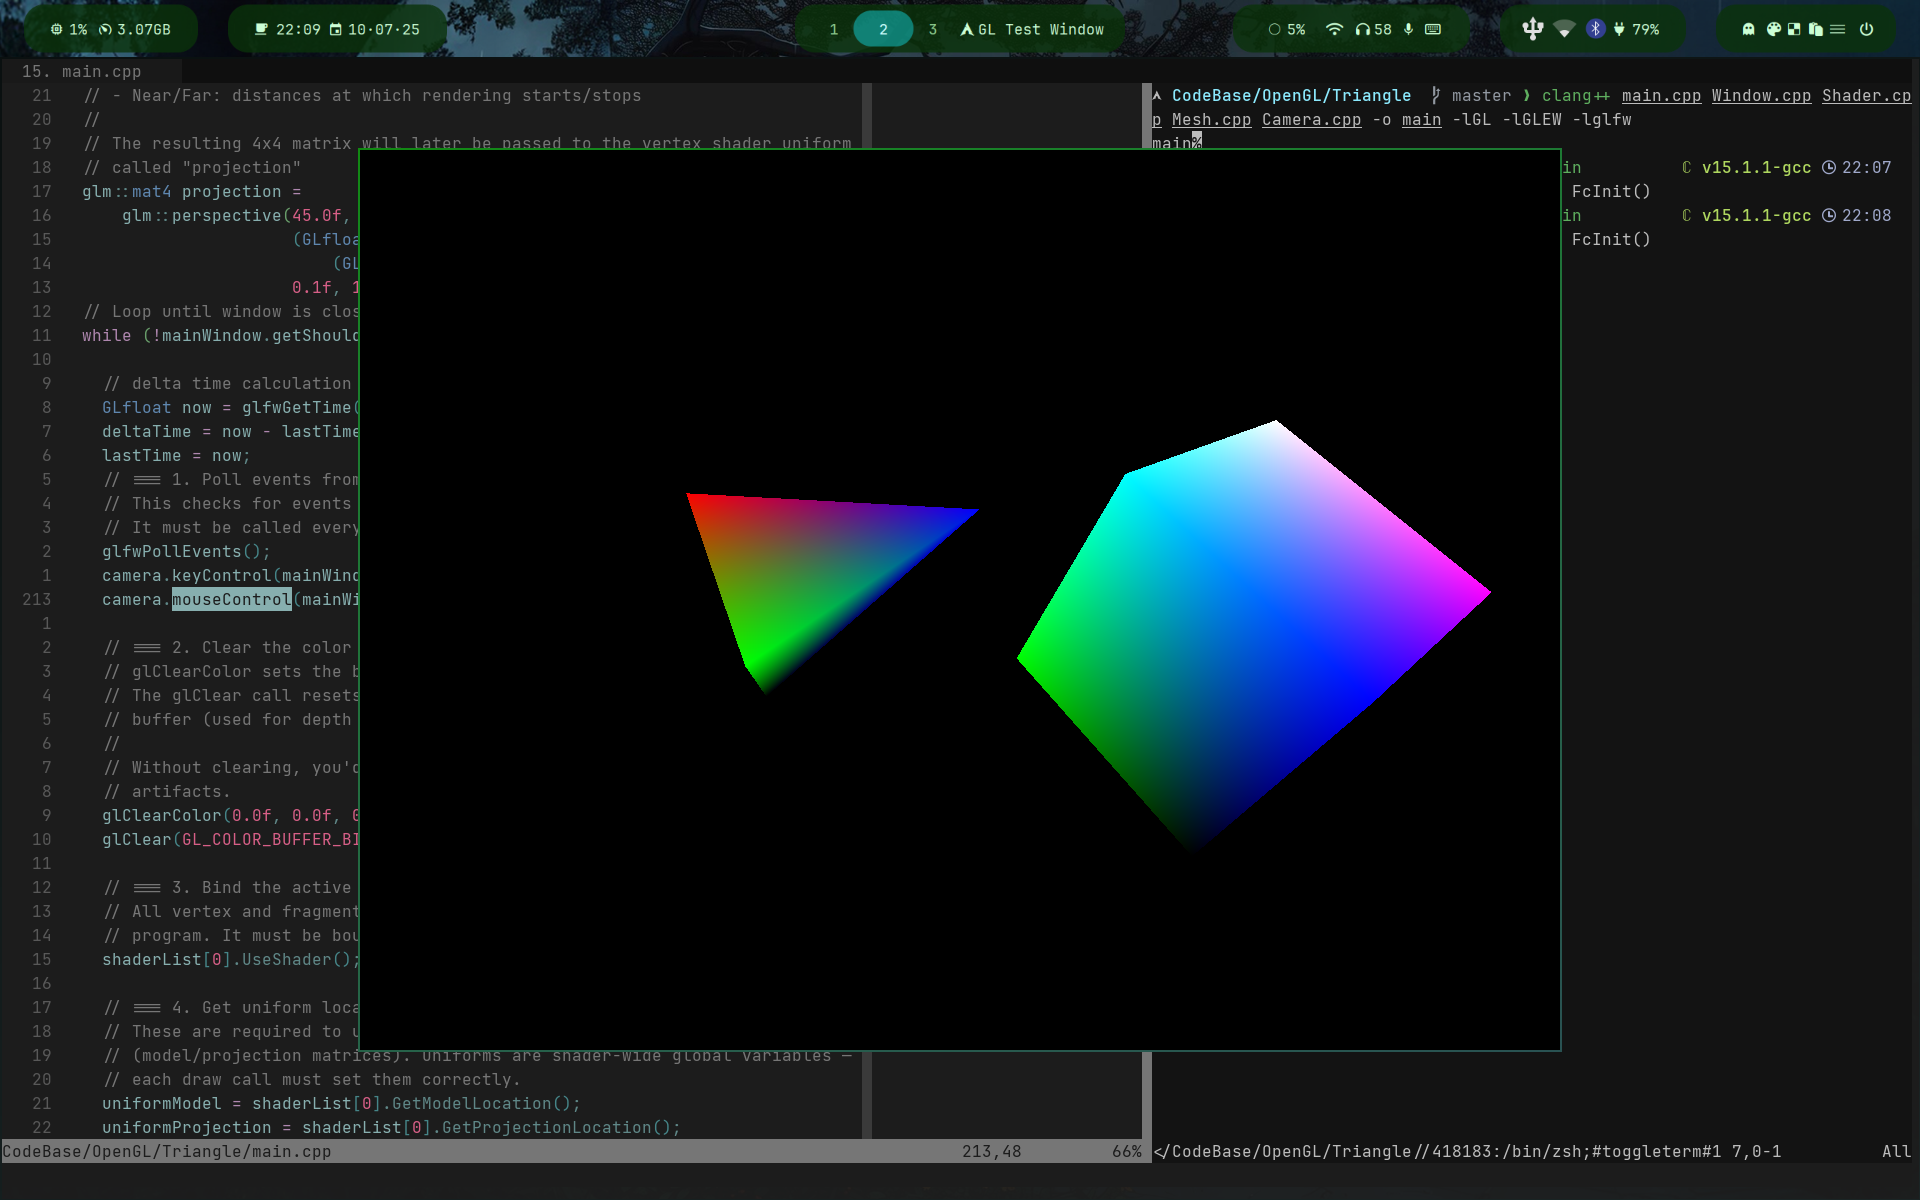 1% 3.07GB 22:09 10·07·25 1 2 3 GL Test Window 5% 58 79%
15. main.cpp
21 // - Near/Far: distances at which rendering starts/stops
20 //
19 // The resulting 4x4 matrix will later be passed to the vertex shader uniform
18 // called "projection"
17 glm::mat4 projection =
16 glm::perspective(45.0f,
15 (GLfloa
14 (GL
13 0.1f, 1
12 // Loop until window is clos
11 while (!mainWindow.getShould
10
9 // delta time calculation
8 GLfloat now = glfwGetTime(
7 deltaTime = now - lastTime
6 lastTime = now;
5 // === 1. Poll events from
4 // This checks for events
3 // It must be called every
2 glfwPollEvents();
1 camera.keyControl(mainWind
213 camera.mouseControl(mainWi
1
2 // === 2. Clear the color
3 // glClearColor sets the b
4 // The glClear call resets
5 // buffer (used for depth
6 //
7 // Without clearing, you'd
8 // artifacts.
9 glClearColor(0.0f, 0.0f, 0
10 glClear(GL_COLOR_BUFFER_BI
11
12 // === 3. Bind the active
13 // All vertex and fragment
14 // program. It must be bou
15 shaderList[0].UseShader();
16
17 // === 4. Get uniform loca
18 // These are required to u
19 // (model/projection matrices). Uniforms are shader-wide global variables —
20 // each draw call must set them correctly.
21 uniformModel = shaderList[0].GetModelLocation();
22 uniformProjection = shaderList[0].GetProjectionLocation();
CodeBase/OpenGL/Triangle/main.cpp 213,48 66%
CodeBase/OpenGL/Triangle master ❯ clang++ main.cpp Window.cpp Shader.cp
p Mesh.cpp Camera.cpp -o main -lGL -lGLEW -lglfw
main%
in ℂ v15.1.1-gcc 22:07
FcInit()
in ℂ v15.1.1-gcc 22:08
FcInit()
</CodeBase/OpenGL/Triangle//418183:/bin/zsh;#toggleterm#1 7,0-1 All